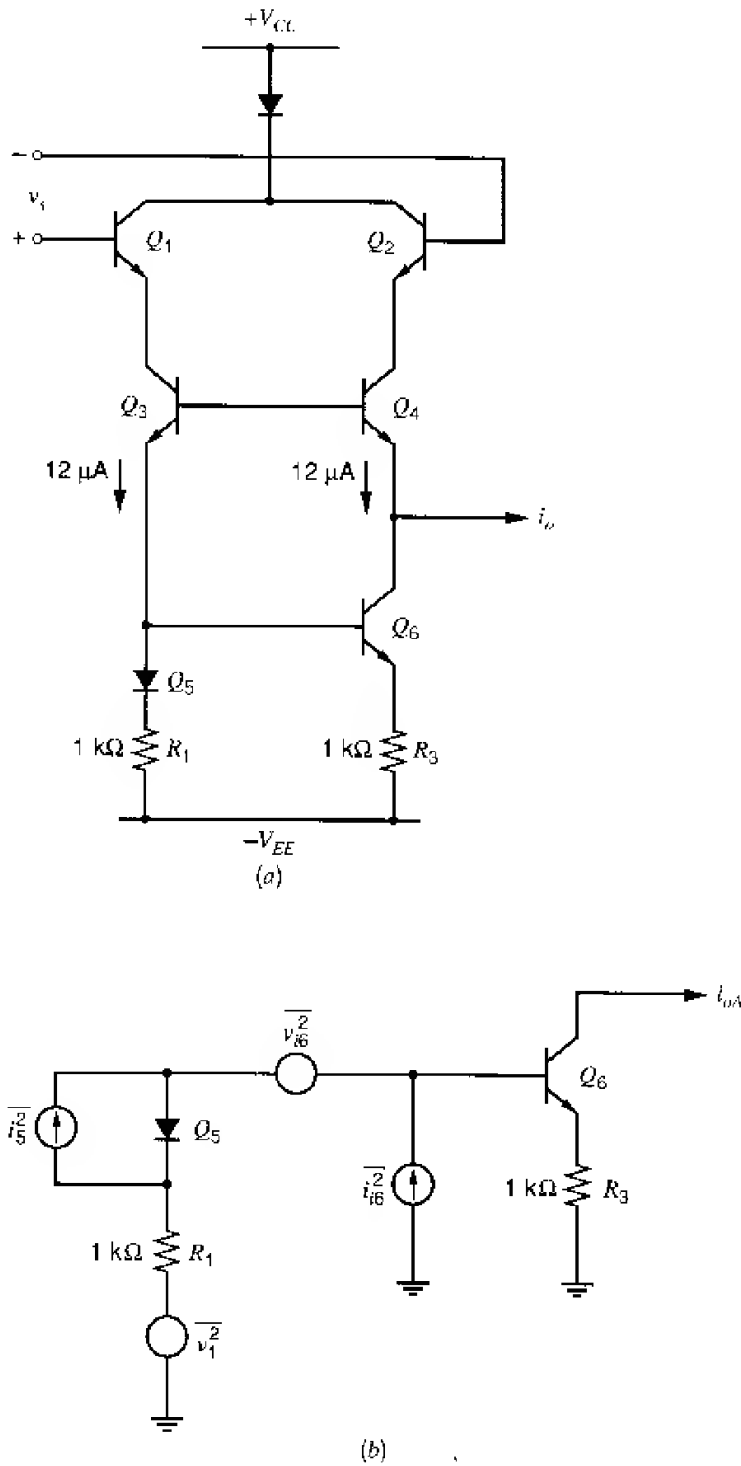 +V_CC
−
v_i
+
Q_1
Q_2
Q_3
Q_4
12 μA
12 μA
i_o
Q_6
Q_5
1 kΩ R_1
1 kΩ R_3
−V_EE
(a)
v_i6^2
i_oA
i_5^2
Q_5
Q_6
i_i6^2
1 kΩ R_3
1 kΩ R_1
v_1^2
(b)